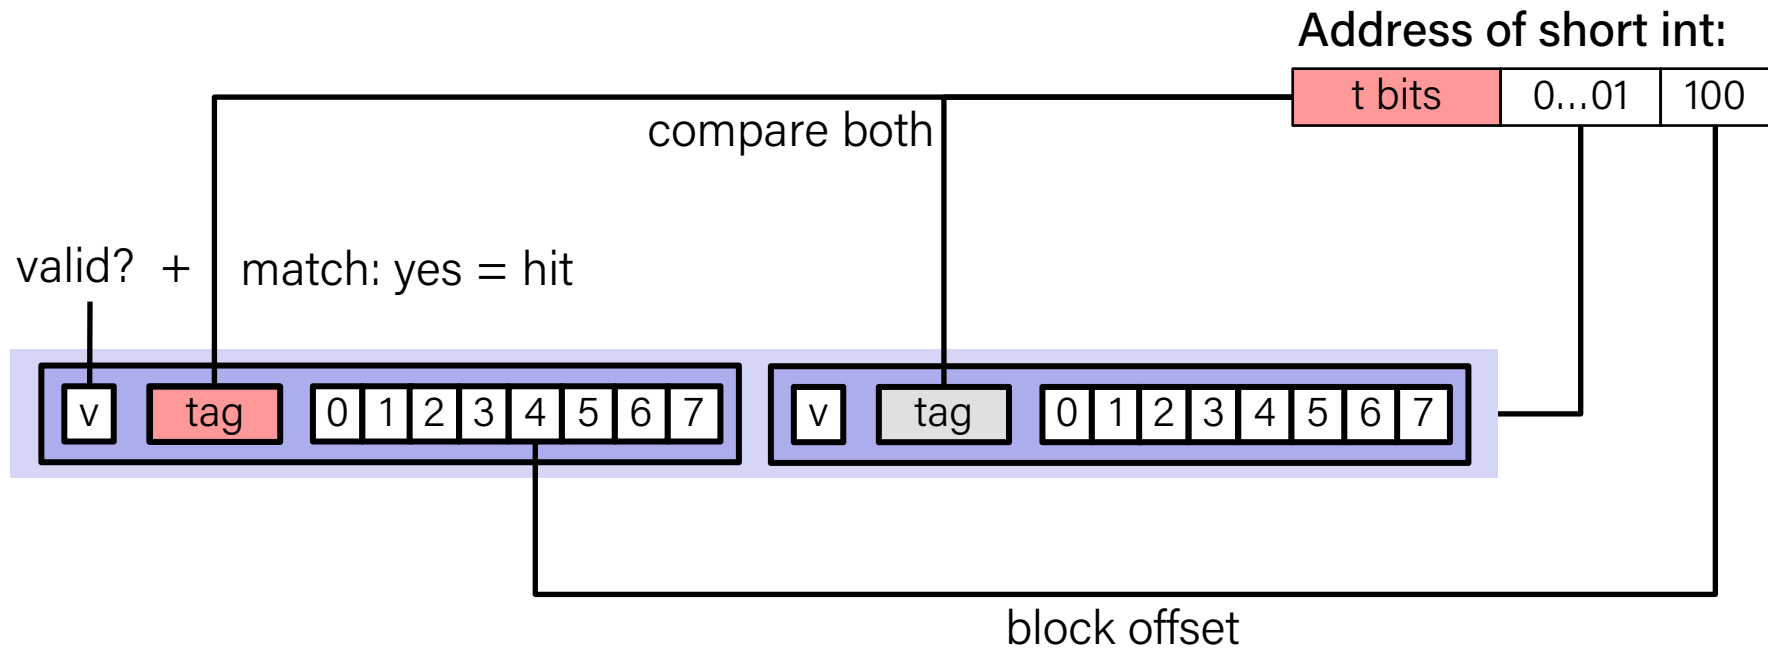 Address of short int:
t bits 0...01 100
compare both
valid? + match: yes = hit
v tag 0 1 2 3 4 5 6 7 v tag 0 1 2 3 4 5 6 7
block offset